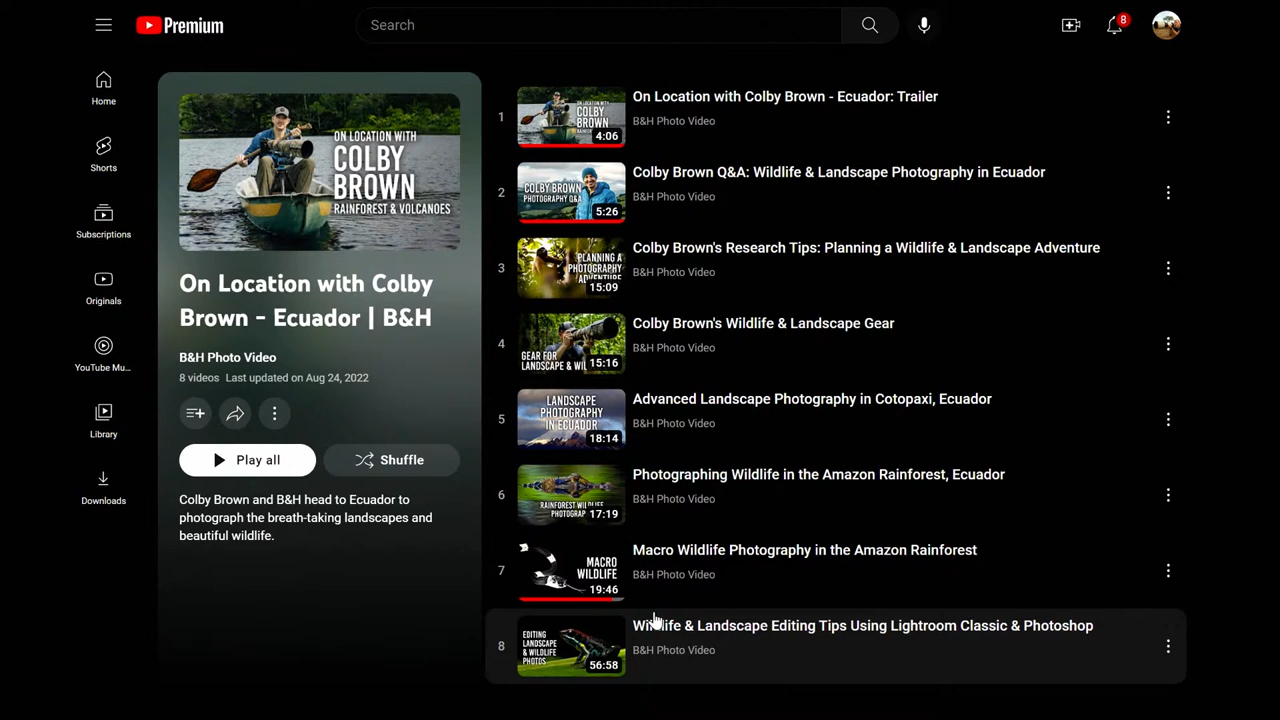 Premium
Search
8
Home
Shorts
Subscriptions
Originals
YouTube Mu...
Library
Downloads
ON LOCATION WITH
COLBY
BROWN
RAINFOREST & VOLCANOES
On Location with Colby
Brown - Ecuador | B&H
B&H Photo Video
8 videos Last updated on Aug 24, 2022
Play all
Shuffle
Colby Brown and B&H head to Ecuador to
photograph the breath-taking landscapes and
beautiful wildlife.
1
ON LOCATION WITH
COLBY
BROWN
4:06
On Location with Colby Brown - Ecuador: Trailer
B&H Photo Video
2
COLBY BROWN
PHOTOGRAPHY Q&A
5:26
Colby Brown Q&A: Wildlife & Landscape Photography in Ecuador
B&H Photo Video
3
PLANNING A
PHOTOGRAPHY
ADVENTURE
15:09
Colby Brown's Research Tips: Planning a Wildlife & Landscape Adventure
B&H Photo Video
4
GEAR FOR
LANDSCAPE & WIL
15:16
Colby Brown's Wildlife & Landscape Gear
B&H Photo Video
5
LANDSCAPE
PHOTOGRAPHY
IN ECUADOR
18:14
Advanced Landscape Photography in Cotopaxi, Ecuador
B&H Photo Video
6
RAINFOREST WILDLIFE
PHOTOGRAP
17:19
Photographing Wildlife in the Amazon Rainforest, Ecuador
B&H Photo Video
7
MACRO
WILDLIFE
19:46
Macro Wildlife Photography in the Amazon Rainforest
B&H Photo Video
8
EDITING
LANDSCAPE
& WILDLIFE
PHOTOS
56:58
Wildlife & Landscape Editing Tips Using Lightroom Classic & Photoshop
B&H Photo Video